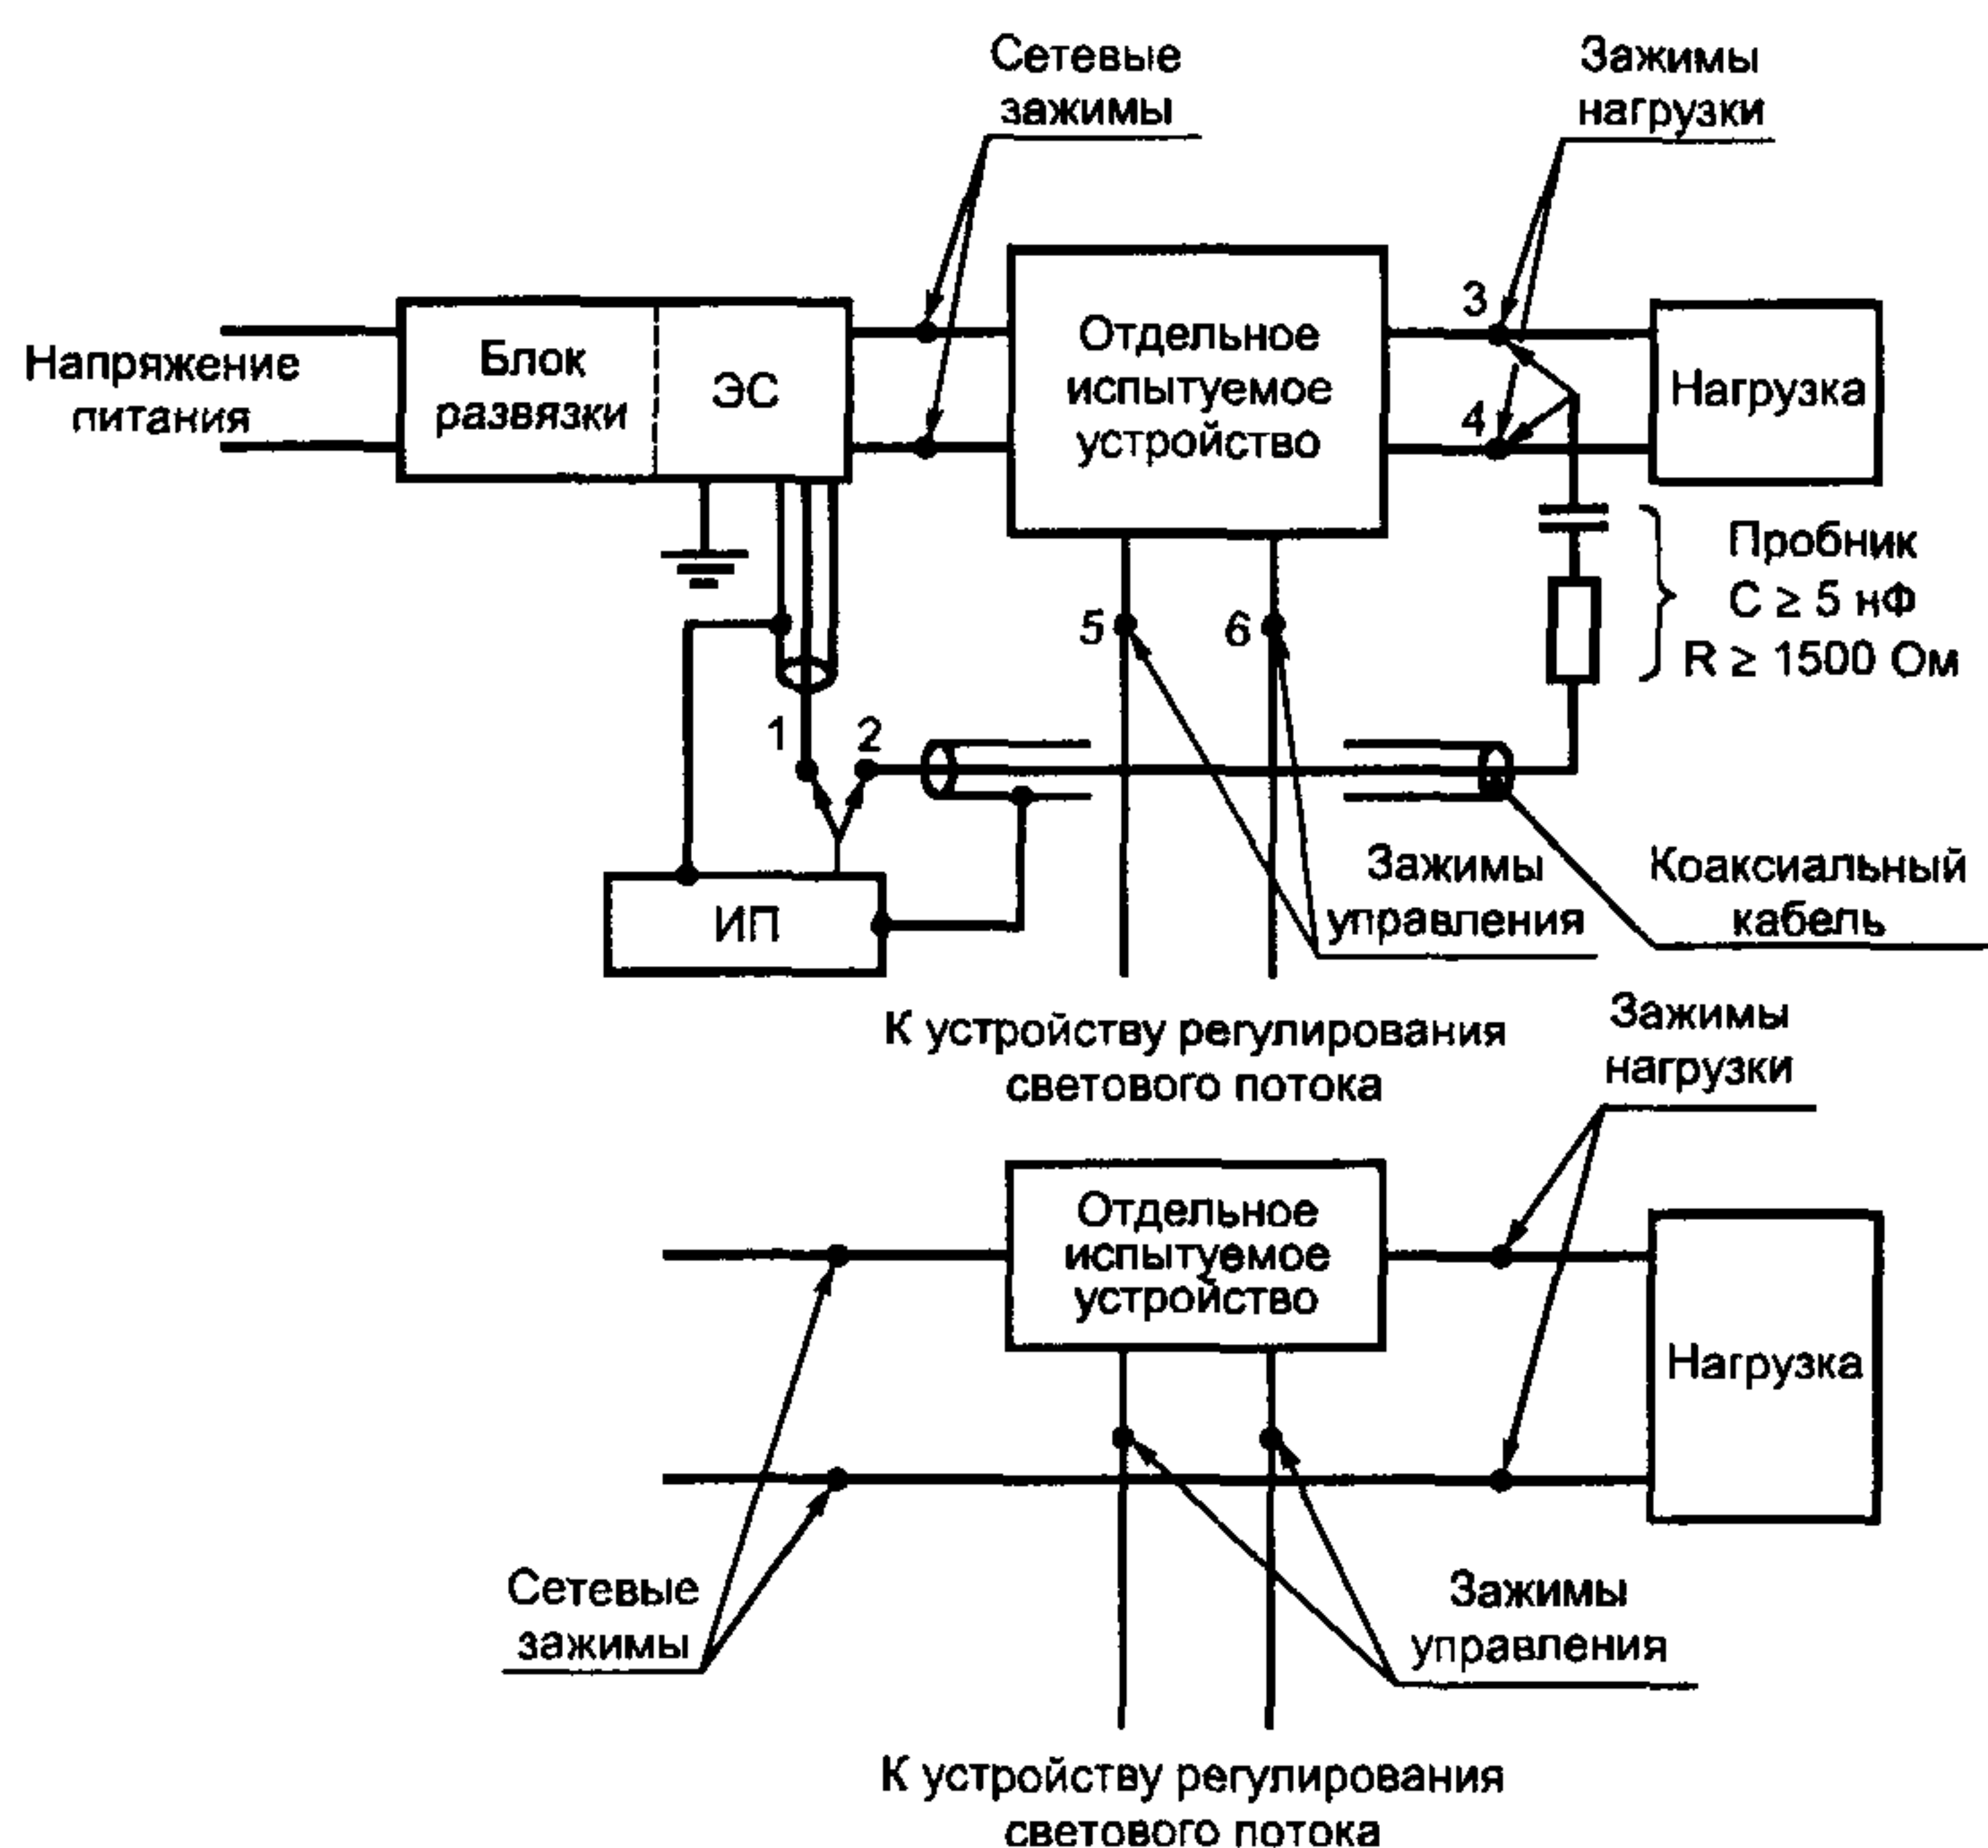 Сетевые
зажимы
Зажимы
нагрузки
Напряжение
питания
Блок
развязки
ЭС
Отдельное
испытуемое
устройство
3
4
Нагрузка
Пробник
C ≥ 5 нФ
R ≥ 1500 Ом
5
6
1
2
ИП
Зажимы
управления
Коаксиальный
кабель
К устройству регулирования
светового потока
Зажимы
нагрузки
Отдельное
испытуемое
устройство
Нагрузка
Сетевые
зажимы
Зажимы
управления
К устройству регулирования
светового потока